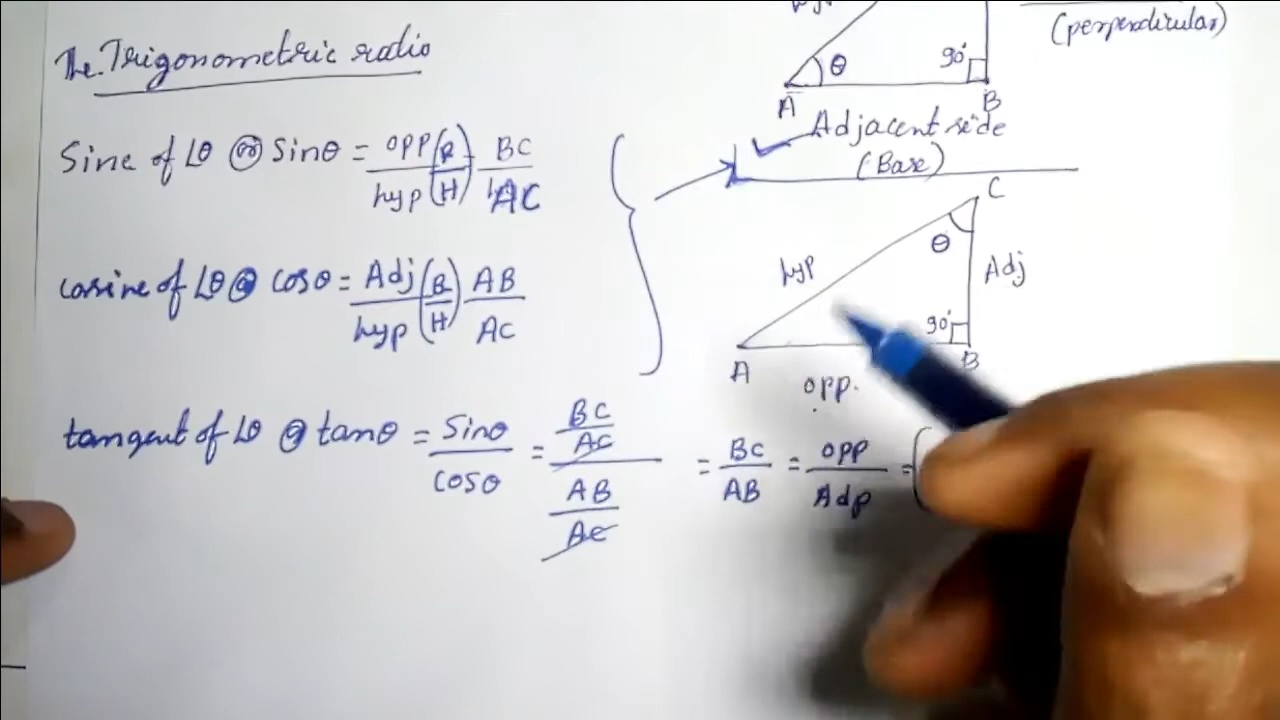 The Trigonometric ratio
(perpendicular)
θ
90°
A
B
Adjacent side
(Base)
Sine of ∠θ or Sinθ = opp/hyp (P/H) BC/AC
C
θ
hyp
Adj
90°
A
B
opp.
cosine of ∠θ or cosθ = Adj/hyp (B/H) AB/AC
tangent of ∠θ or tanθ = Sinθ/cosθ = BC/AC / AB/AC = BC/AB = opp/Adp = (